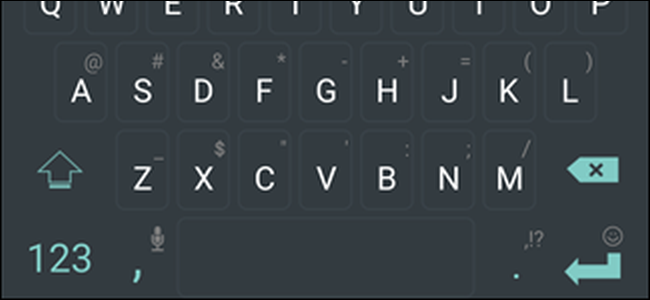 Q W E R T Y U I O P
@ # & * - + = ( )
A S D F G H J K L
_ $ " ' : ; /
Z X C V B N M
,!?
123 , .